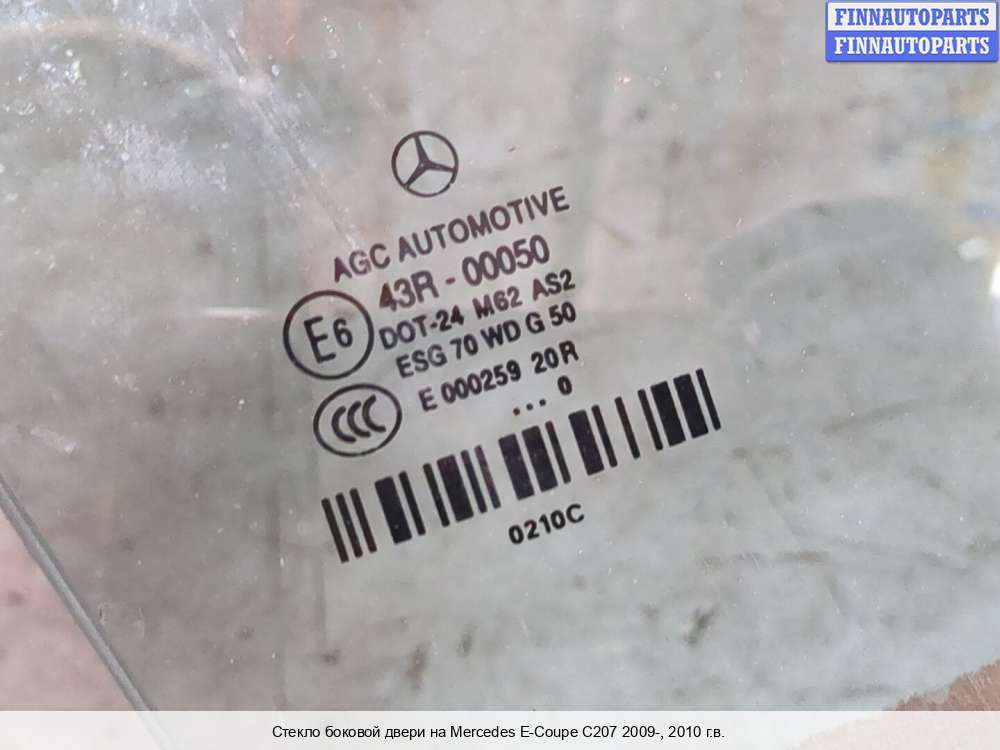 FINNAUTOPARTS
FINNAUTOPARTS
AGC AUTOMOTIVE
43R - 00050
E6
DOT-24 M62 AS2
ESG 70 WD G 50
CCC
E 000259 20R
... 0
0210C
Стекло боковой двери на Mercedes E-Coupe C207 2009-, 2010 г.в.